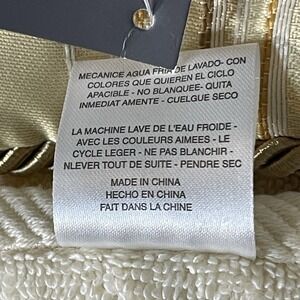 MECANICE AGUA FRIA DE LAVADO- CON
COLORES QUE QUIEREN EL CICLO
APACIBLE - NO BLANQUEE- QUITA
INMEDIAT AMENTE - CUELGUE SECO
LA MACHINE LAVE DE L'EAU FROIDE -
AVEC LES COULEURS AIMEES - LE
CYCLE LEGER - NE PAS BLANCHIR -
NLEVER TOUT DE SUITE - PENDRE SEC
MADE IN CHINA
HECHO EN CHINA
FAIT DANS LA CHINE